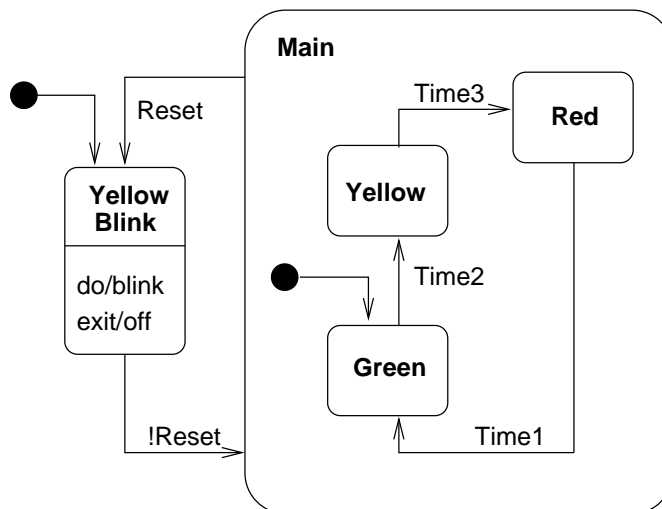 Main
Time3
Reset
Red
Yellow
Blink
Yellow
do/blink
exit/off
Time2
Green
!Reset
Time1